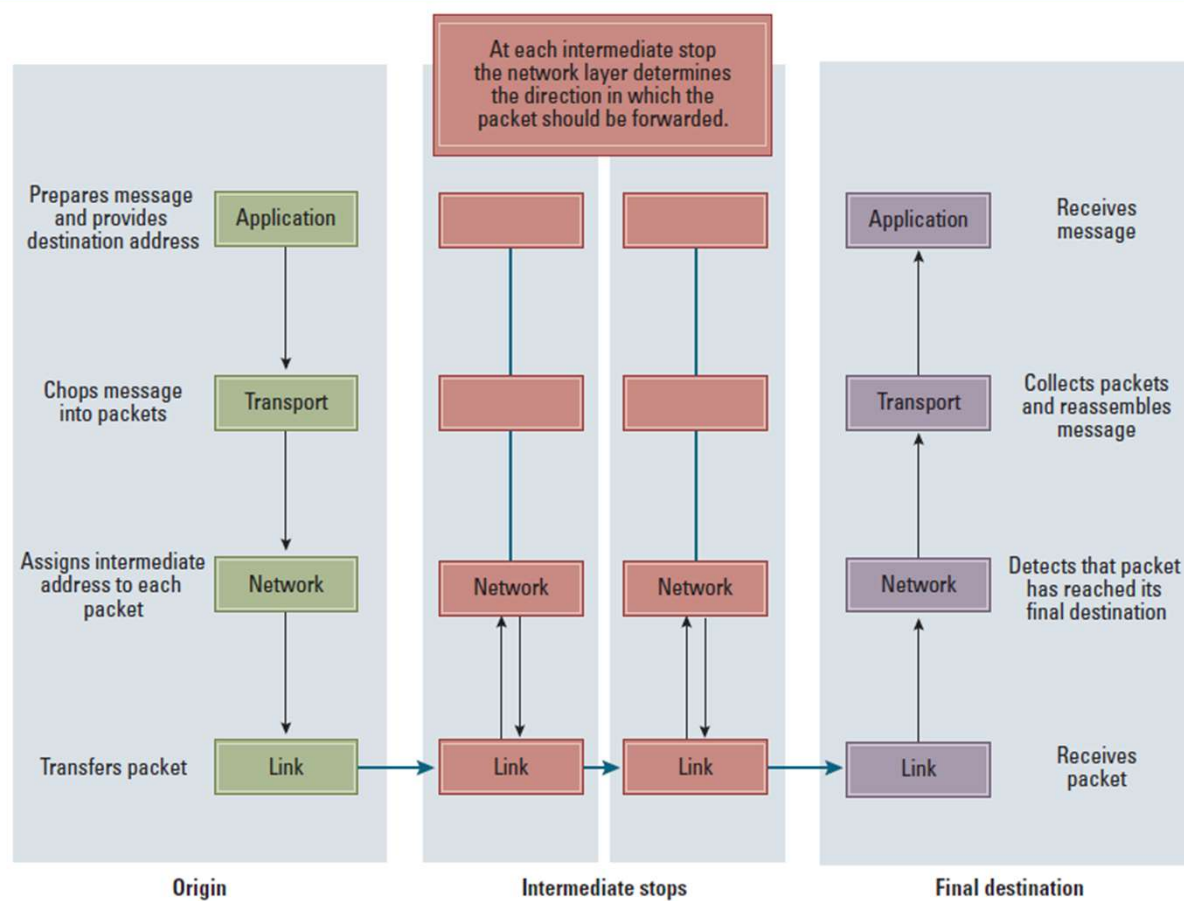 At each intermediate stop
the network layer determines
the direction in which the
packet should be forwarded.
Prepares message
and provides
destination address
Application
Application
Receives
message
Chops message
into packets
Transport
Transport
Collects packets
and reassembles
message
Assigns intermediate
address to each
packet
Network
Network
Network
Network
Detects that packet
has reached its
final destination
Transfers packet
Link
Link
Link
Link
Receives
packet
Origin
Intermediate stops
Final destination